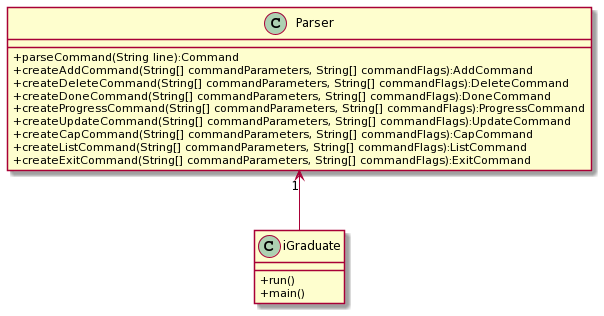 C Parser
+parseCommand(String line):Command
+createAddCommand(String[] commandParameters, String[] commandFlags):AddCommand
+createDeleteCommand(String[] commandParameters, String[] commandFlags):DeleteCommand
+createDoneCommand(String[] commandParameters, String[] commandFlags):DoneCommand
+createProgressCommand(String[] commandParameters, String[] commandFlags):ProgressCommand
+createUpdateCommand(String[] commandParameters, String[] commandFlags):UpdateCommand
+createCapCommand(String[] commandParameters, String[] commandFlags):CapCommand
+createListCommand(String[] commandParameters, String[] commandFlags):ListCommand
+createExitCommand(String[] commandParameters, String[] commandFlags):ExitCommand
1
C iGraduate
+run()
+main()